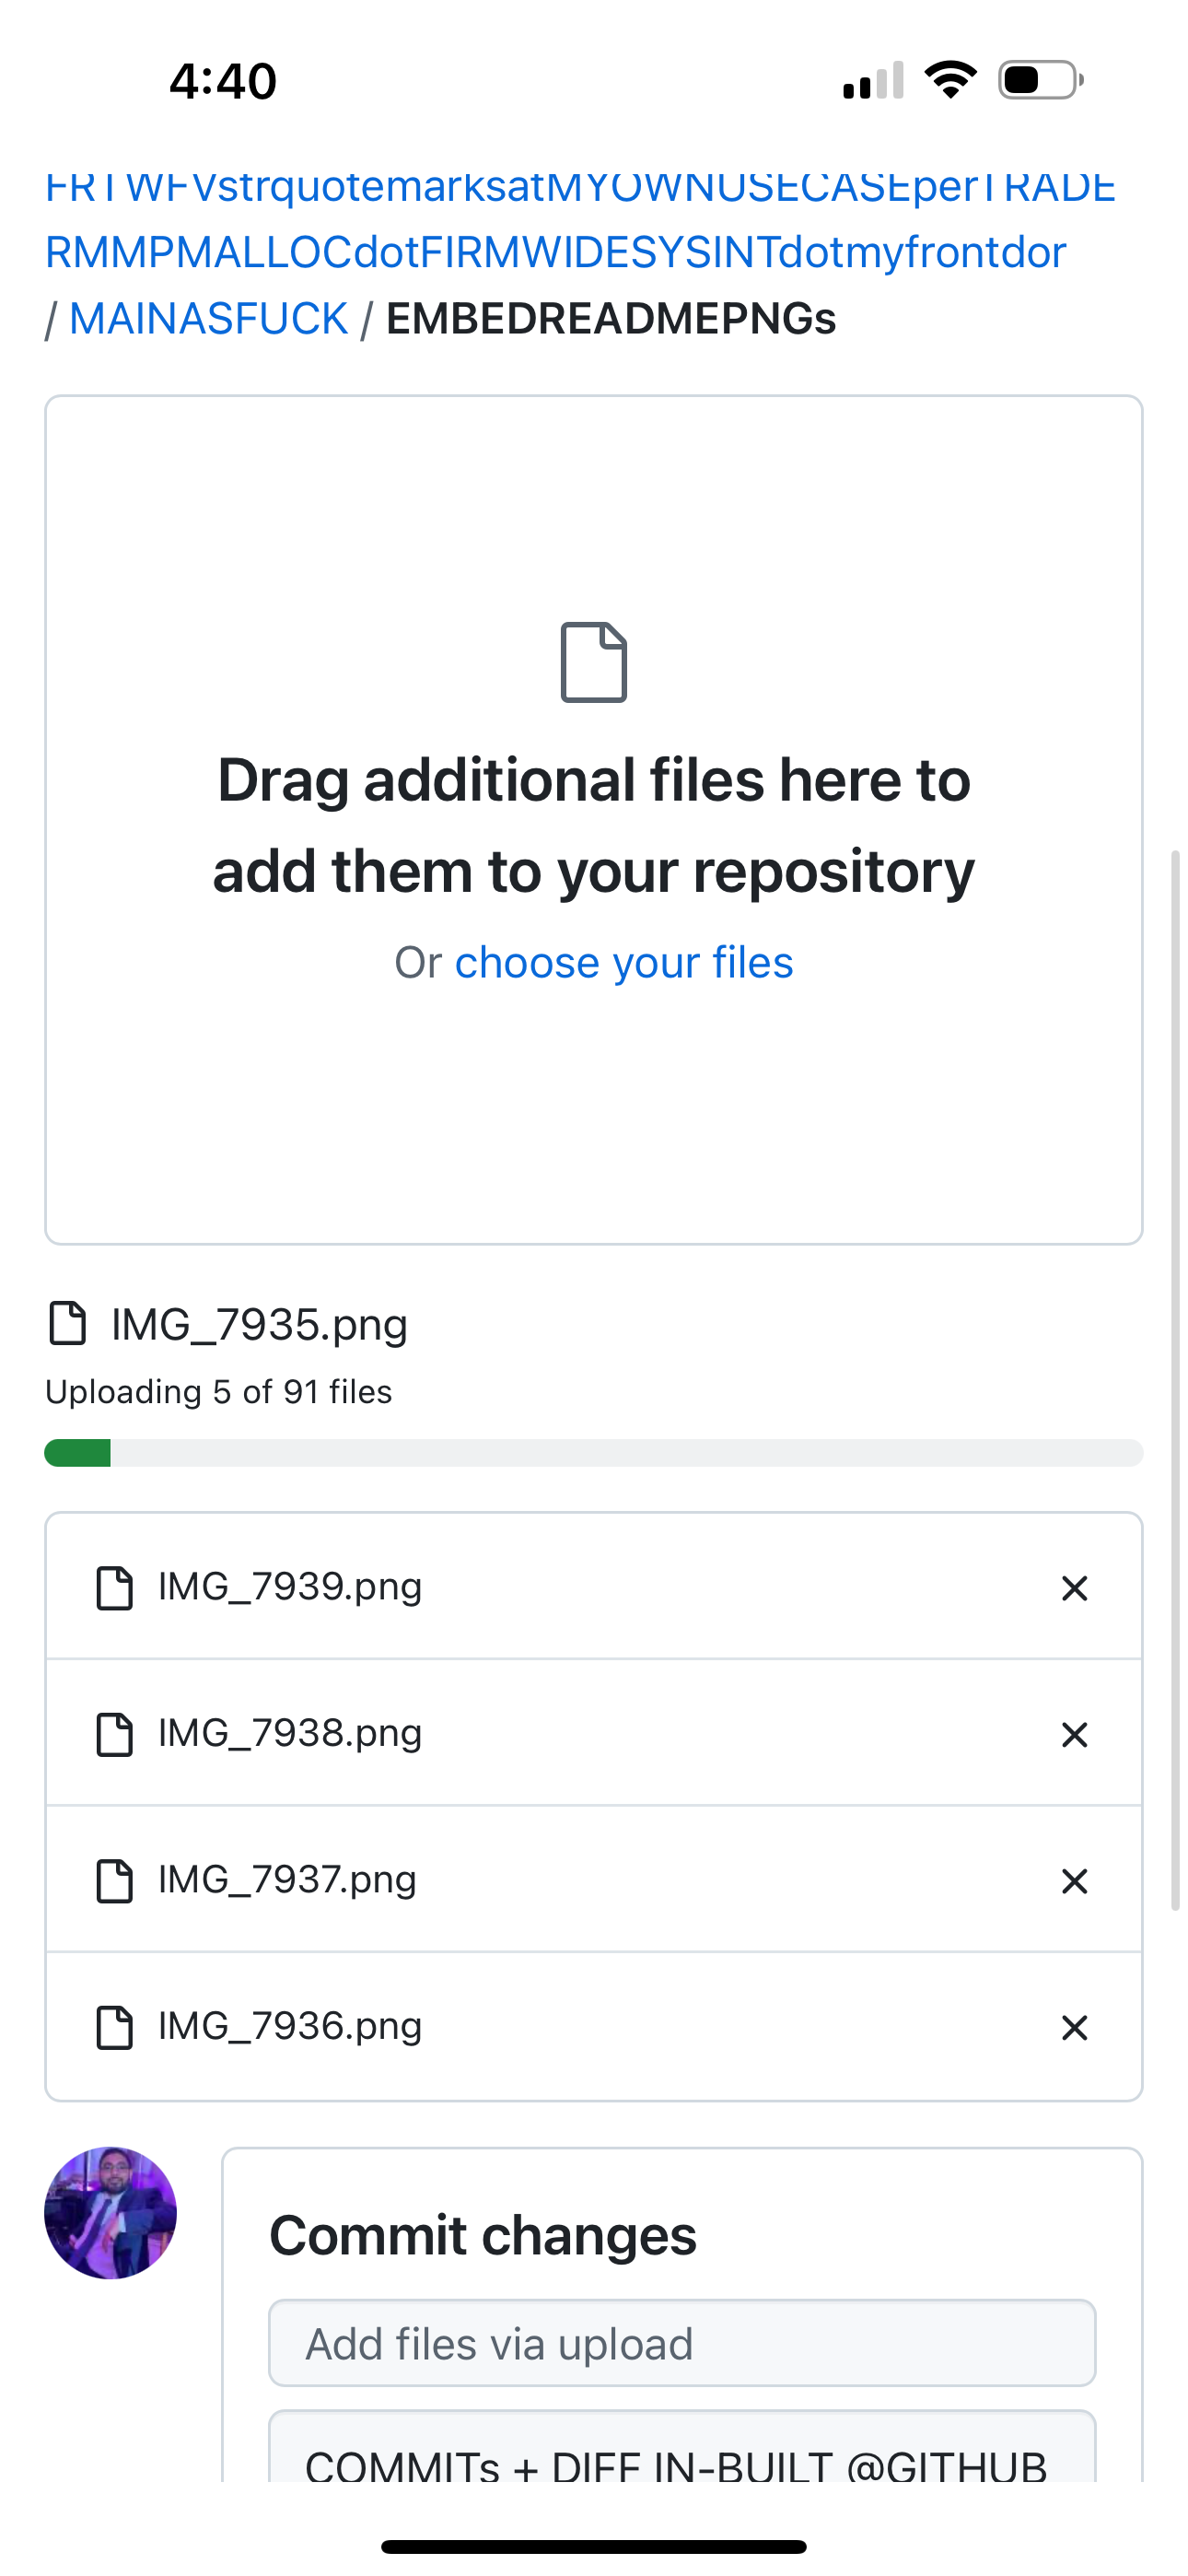 4:40
FRTWFVstrquotemarksatMYOWNUSECASEperTRADE
RMMPMALLOCdotFIRMWIDESYSINTdotmyfrontdor
/ MAINASFUCK / EMBEDREADMEPNGs
Drag additional files here to
add them to your repository
Or choose your files
IMG_7935.png
Uploading 5 of 91 files
IMG_7939.png
IMG_7938.png
IMG_7937.png
IMG_7936.png
Commit changes
Add files via upload
COMMITs + DIFF IN-BUILT @GITHUB